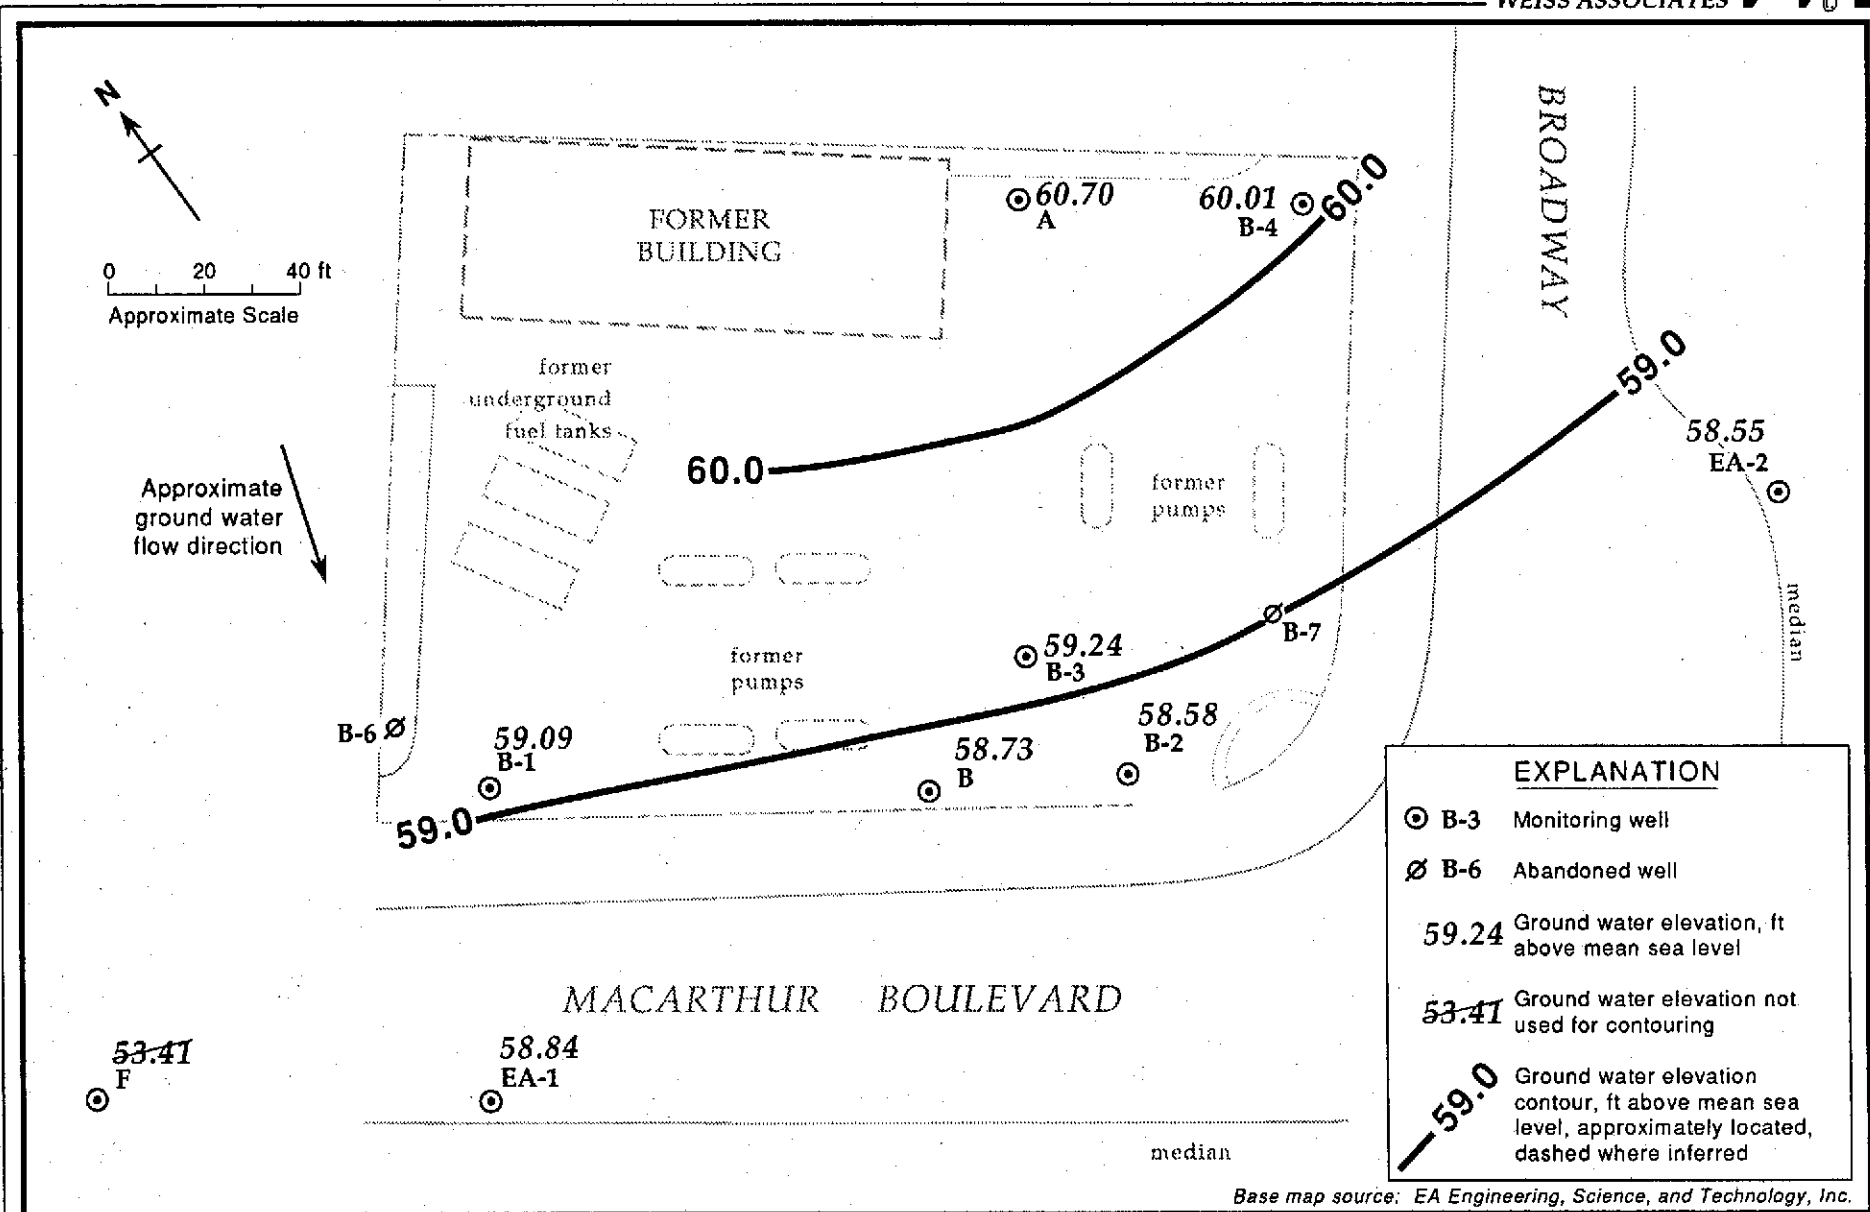 WEISS ASSOCIATES
N
0 20 40 ft
Approximate Scale
FORMER
BUILDING
60.70
A
60.01
B-4
60.0
BROADWAY
former
underground
fuel tanks
60.0
59.0
58.55
EA-2
former
pumps
Approximate
ground water
flow direction
B-7
median
59.24
B-3
former
pumps
B-6
59.09
B-1
58.73
B
58.58
B-2
59.0
MACARTHUR BOULEVARD
53.41
F
58.84
EA-1
median
EXPLANATION
B-3 Monitoring well
B-6 Abandoned well
59.24 Ground water elevation, ft
above mean sea level
53.41 Ground water elevation not
used for contouring
59.0 Ground water elevation
contour, ft above mean sea
level, approximately located,
dashed where inferred
Base map source: EA Engineering, Science, and Technology, Inc.